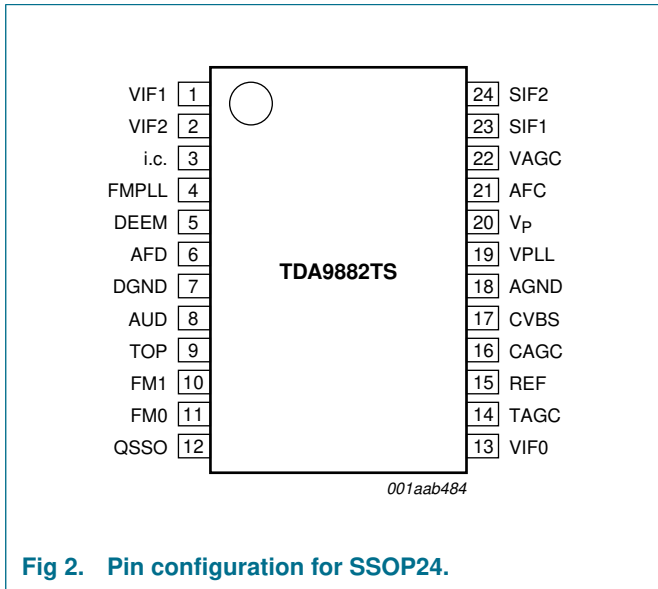 VIF1 1
VIF2 2
i.c. 3
FMPLL 4
DEEM 5
AFD 6
DGND 7
AUD 8
TOP 9
FM1 10
FM0 11
QSSO 12
TDA9882TS
24 SIF2
23 SIF1
22 VAGC
21 AFC
20 VP
19 VPLL
18 AGND
17 CVBS
16 CAGC
15 REF
14 TAGC
13 VIF0
001aab484
Fig 2. Pin configuration for SSOP24.